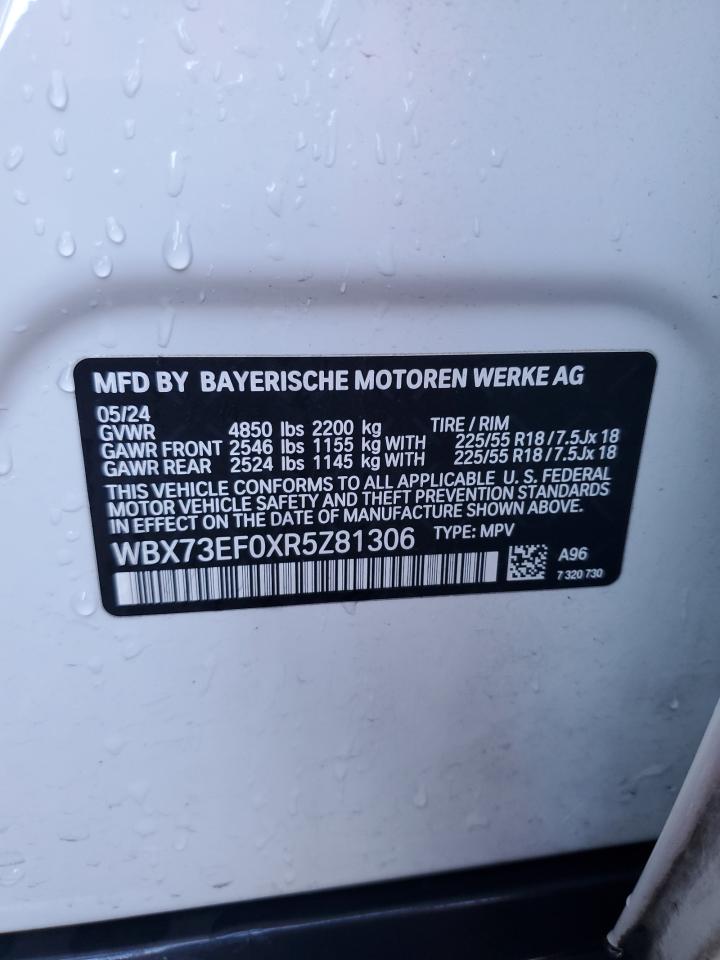 MFD BY BAYERISCHE MOTOREN WERKE AG
05/24
GVWR 4850 lbs 2200 kg TIRE / RIM
GAWR FRONT 2546 lbs 1155 kg WITH 225/55 R18 / 7.5Jx 18
GAWR REAR 2524 lbs 1145 kg WITH 225/55 R18 / 7.5Jx 18
THIS VEHICLE CONFORMS TO ALL APPLICABLE U. S. FEDERAL
MOTOR VEHICLE SAFETY AND THEFT PREVENTION STANDARDS
IN EFFECT ON THE DATE OF MANUFACTURE SHOWN ABOVE.
WBX73EF0XR5Z81306 TYPE: MPV
A96
7 320 730